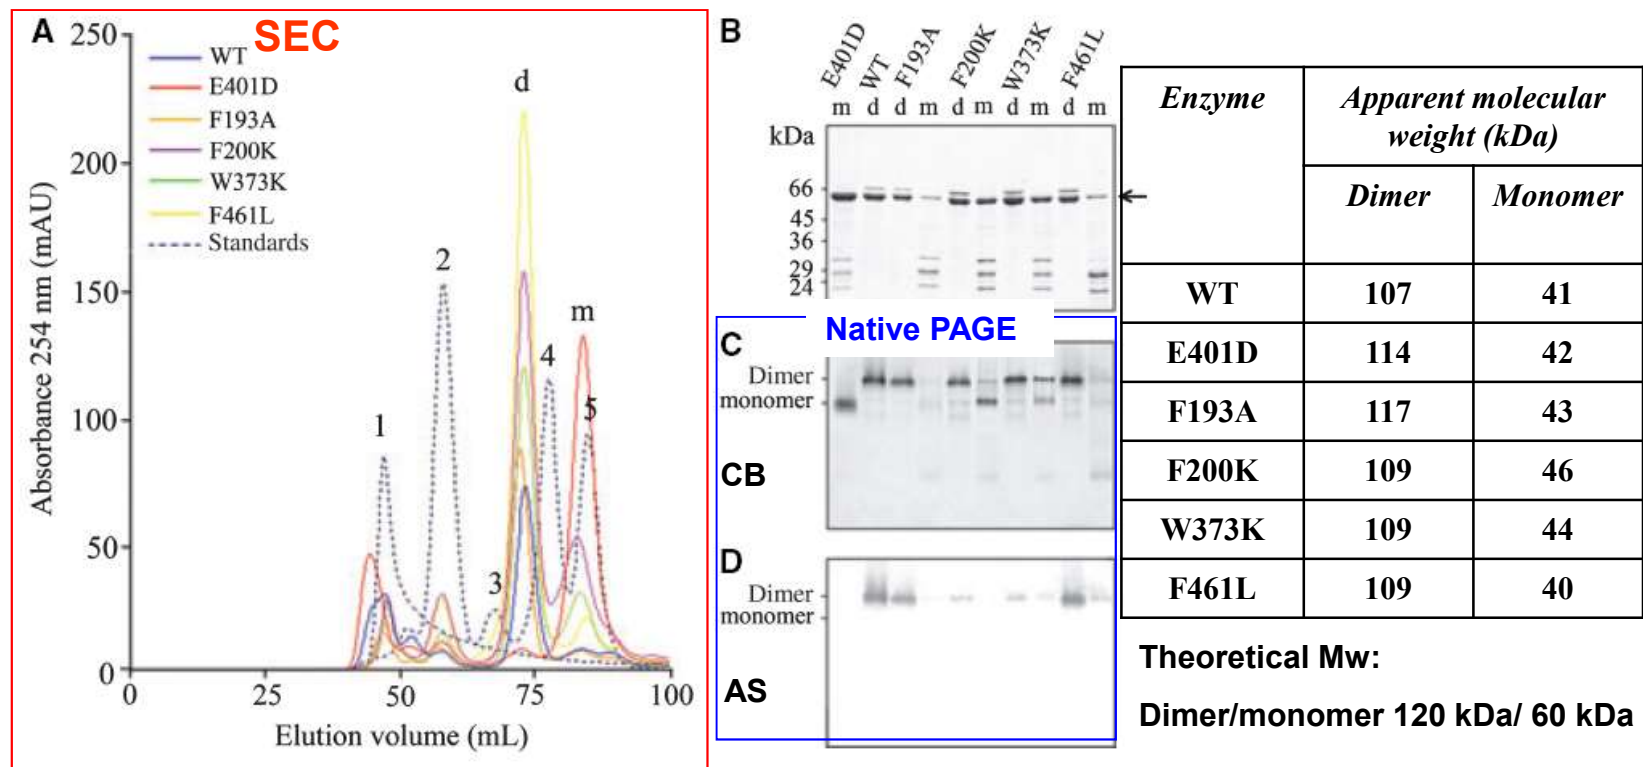 A
SEC
250
200
150
100
50
0
0
25
50
75
100
Absorbance 254 nm (mAU)
Elution volume (mL)
WT
E401D
F193A
F200K
W373K
F461L
Standards
1
2
3
d
4
m
5
B
E401D
WT
F193A
F200K
W373K
F461L
m d d m d m d m d m
kDa
66
45
36
29
24
Native PAGE
C
Dimer
monomer
CB
D
Dimer
monomer
AS
Enzyme Apparent molecular
weight (kDa)
Dimer Monomer
WT 107 41
E401D 114 42
F193A 117 43
F200K 109 46
W373K 109 44
F461L 109 40
Theoretical Mw:
Dimer/monomer 120 kDa/ 60 kDa